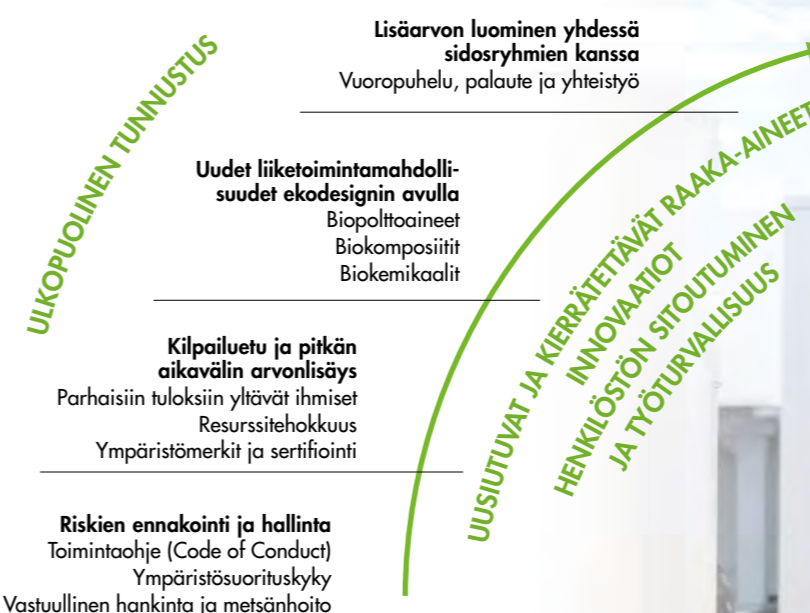 ULKOPUOLINEN TUNNUSTUS
Lisäarvon luominen yhdessä
sidosryhmien kanssa
Vuoropuhelu, palaute ja yhteistyö
Uudet liiketoimintamahdolli-
suudet ekodesignin avulla
Biopolttoaineet
Biokomposiitit
Biokemikaalit
Kilpailuetu ja pitkän
aikavälin arvonlisäys
Parhaisiin tuloksiin yltävät ihmiset
Resurssitehokkuus
Ympäristömerkit ja sertifiointi
Riskien ennakointi ja hallinta
Toimintaohje (Code of Conduct)
Ympäristösuorituskyky
Vastuullinen hankinta ja metsänhoito
UUSIUTUVAT JA KIERRÄTETTÄVÄT RAAKA-AINEET
INNOVAATIOT
HENKILÖSTÖN SITOUTUMINEN
JA TYÖTURVALLISUUS